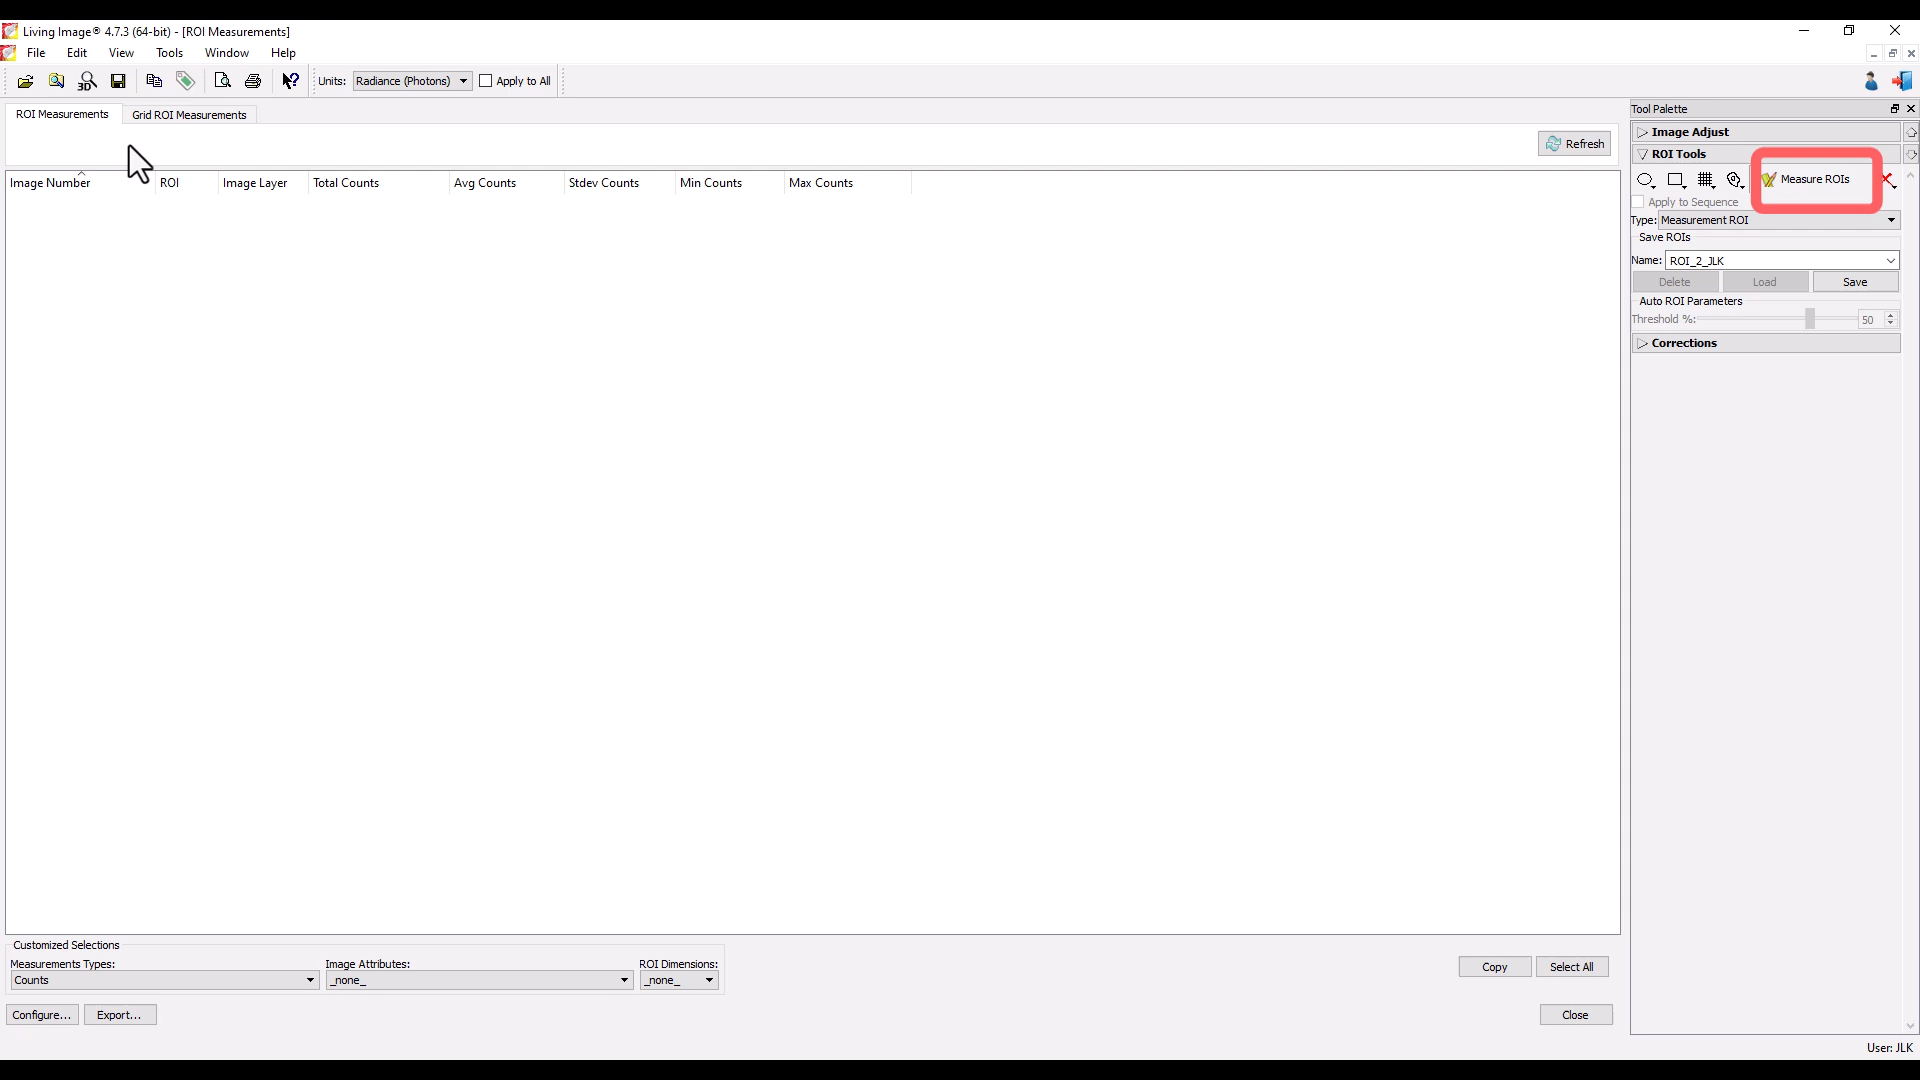 Living Image® 4.7.3 (64-bit) - [ROI Measurements]
File Edit View Tools Window Help
3D Units: Radiance (Photons) Apply to All
ROI Measurements Grid ROI Measurements
Refresh
Image Number ROI Image Layer Total Counts Avg Counts Stdev Counts Min Counts Max Counts
Tool Palette
Image Adjust
ROI Tools
Measure ROIs
Apply to Sequence
Type: Measurement ROI
Save ROIs
Name: ROI_2_JLK
Delete Load Save
Auto ROI Parameters
Threshold %: 50
Corrections
Customized Selections
Measurements Types: Image Attributes: ROI Dimensions:
Counts _none_ _none_
Copy Select All
Configure... Export... Close
User: JLK